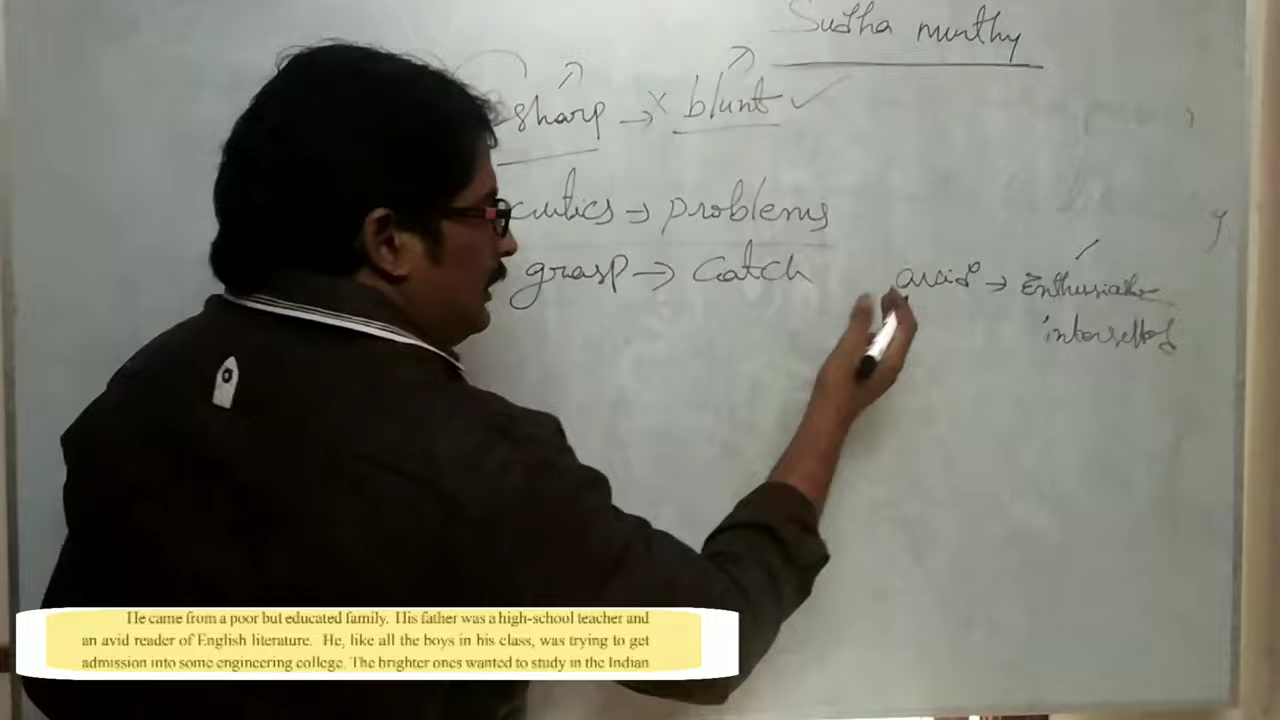 Sudha murthy
sharp → x blunt ✓
critics → problems
grasp → Catch
avid → Enthusiastic
interested
He came from a poor but educated family. His father was a high-school teacher and
an avid reader of English literature. He, like all the boys in his class, was trying to get
admission into some engineering college. The brighter ones wanted to study in the Indian